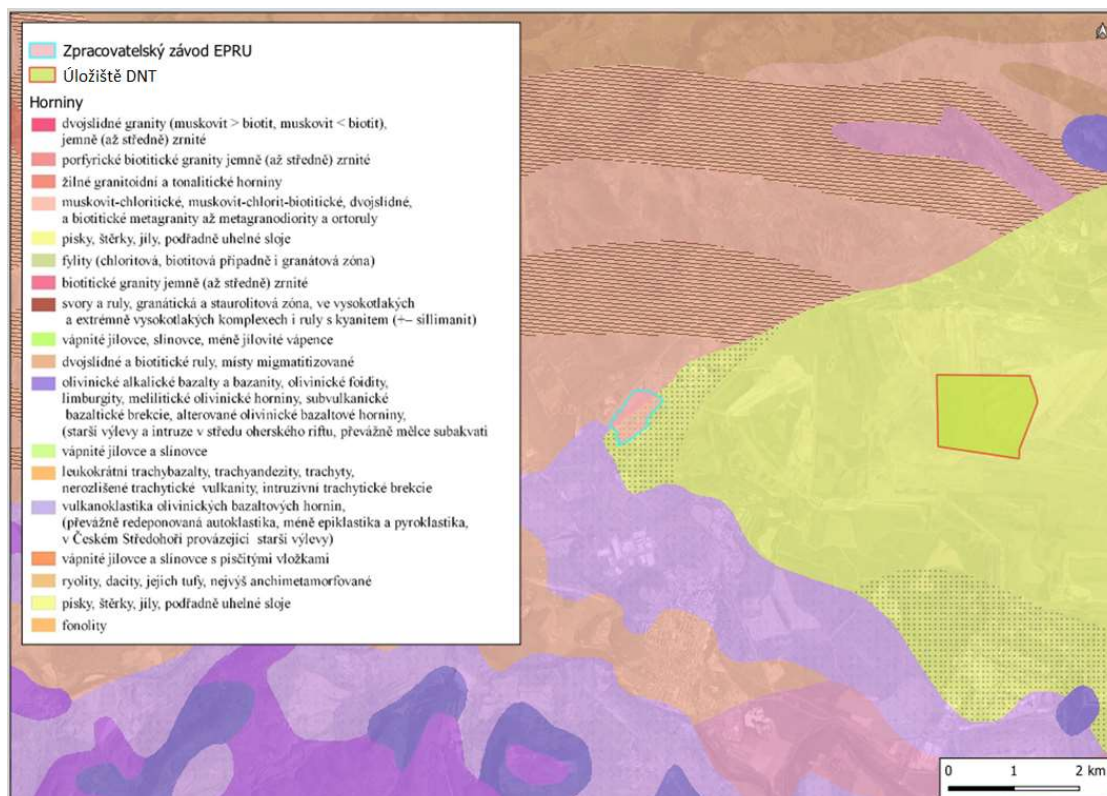 Zpracovatelský závod EPRU
Úložiště DNT
Horniny
dvojslidné granity (muskovit > biotit, muskovit < biotit),
jemně (až středně) zrnité
porfyrické biotitické granity jemně (až středně) zrnité
žilné granitoidní a tonalitické horniny
muskovit-chloritické, muskovit-chlorit-biotitické, dvojslidné,
a biotitické metagranity až metagranodiority a ortoruly
písky, štěrky, jíly, podřadně uhelné sloje
fylity (chloritová, biotitová případně i granátová zóna)
biotitické granity jemně (až středně) zrnité
svory a ruly, granátická a staurolitová zóna, ve vysokotlakých
a extrémně vysokotlakých komplexech i ruly s kyanitem (+– sillimanit)
vápnité jílovce, slínovce, méně jílovité vápence
dvojslidné a biotitické ruly, místy migmatitizované
olivinické alkalické bazalty a bazanity, olivinické foidity,
limburgity, melilitické olivinické horniny, subvulkanické
bazaltické brekcie, alterované olivinické bazaltové horniny,
(starší výlevy a intruze v středu oherského riftu, převážně mělce subakvati
vápnité jílovce a slínovce
leukokrátní trachybazalty, trachyandezity, trachyty,
nerozlišené trachytické vulkanity, intruzívní trachytické brekcie
vulkanoklastika olivinických bazaltových hornin,
(převážně redeponovaná autoklastika, méně epiklastika a pyroklastika,
v Českém Středohoří provázející starší výlevy)
vápnité jílovce a slínovce s písčitými vložkami
ryolity, dacity, jejich tufy, nejvýš anchimetamorfované
písky, štěrky, jíly, podřadně uhelné sloje
fonolity
0 1 2 km